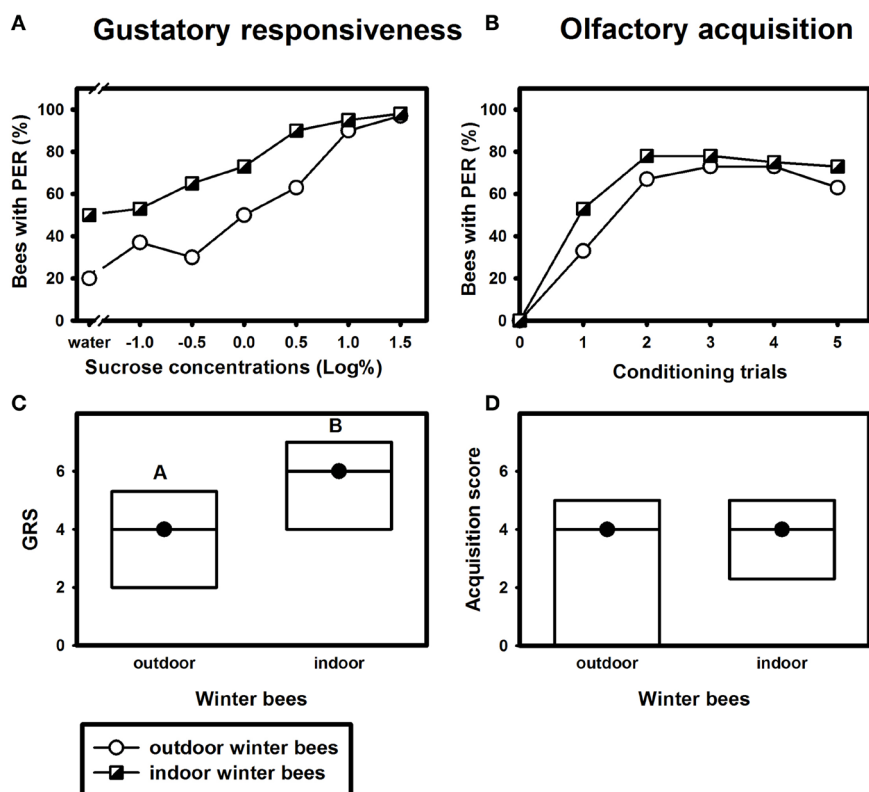 A Gustatory responsiveness
B Olfactory acquisition
Bees with PER (%)
100
80
60
40
20
0
water -1.0 -0.5 0.0 0.5 1.0 1.5
Sucrose concentrations (Log%)
Bees with PER (%)
100
80
60
40
20
0
0 1 2 3 4 5
Conditioning trials
C
GRS
6
4
2
0
A
B
outdoor indoor
Winter bees
D
Acquisition score
6
4
2
0
outdoor indoor
Winter bees
outdoor winter bees
indoor winter bees